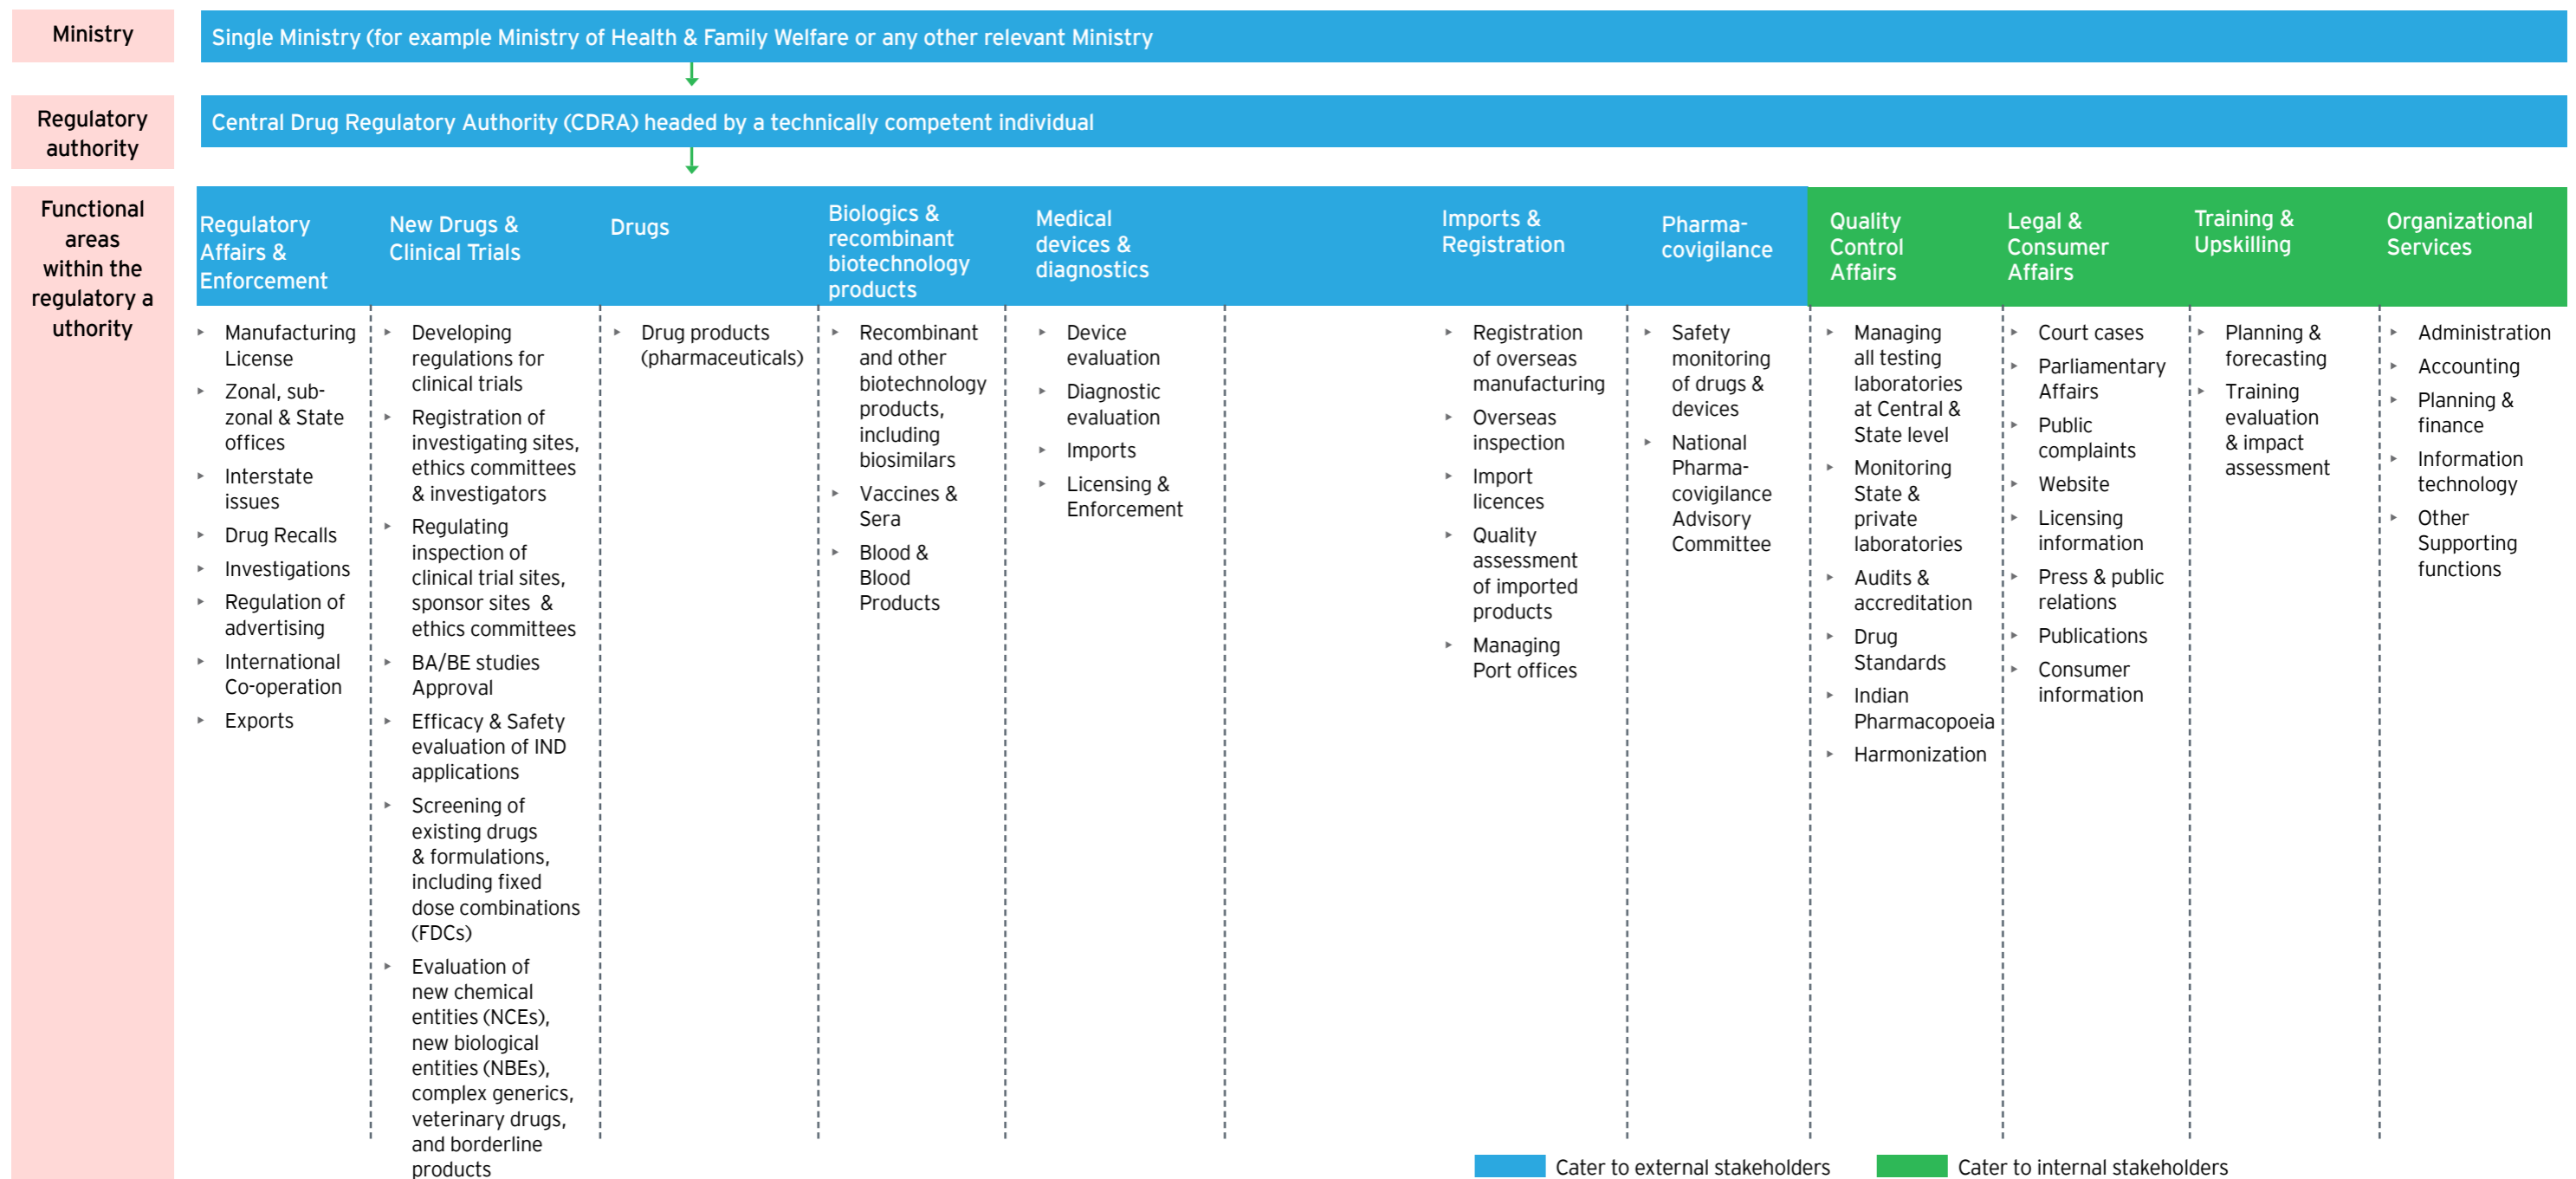 Ministry
Single Ministry (for example Ministry of Health & Family Welfare or any other relevant Ministry
Regulatory
authority
Central Drug Regulatory Authority (CDRA) headed by a technically competent individual
Functional
areas
within the
regulatory a
uthority
Regulatory
Affairs &
Enforcement
▸ Manufacturing
License
▸ Zonal, sub-
zonal & State
offices
▸ Interstate
issues
▸ Drug Recalls
▸ Investigations
▸ Regulation of
advertising
▸ International
Co-operation
▸ Exports
New Drugs &
Clinical Trials
▸ Developing
regulations for
clinical trials
▸ Registration of
investigating sites,
ethics committees
& investigators
▸ Regulating
inspection of
clinical trial sites,
sponsor sites &
ethics committees
▸ BA/BE studies
Approval
▸ Efficacy & Safety
evaluation of IND
applications
▸ Screening of
existing drugs
& formulations,
including fixed
dose combinations
(FDCs)
▸ Evaluation of
new chemical
entities (NCEs),
new biological
entities (NBEs),
complex generics,
veterinary drugs,
and borderline
products
Drugs
▸ Drug products
(pharmaceuticals)
Biologics &
recombinant
biotechnology
products
▸ Recombinant
and other
biotechnology
products,
including
biosimilars
▸ Vaccines &
Sera
▸ Blood &
Blood
Products
Medical
devices &
diagnostics
▸ Device
evaluation
▸ Diagnostic
evaluation
▸ Imports
▸ Licensing &
Enforcement
Imports &
Registration
▸ Registration
of overseas
manufacturing
▸ Overseas
inspection
▸ Import
licences
▸ Quality
assessment
of imported
products
▸ Managing
Port offices
Pharma-
covigilance
▸ Safety
monitoring
of drugs &
devices
▸ National
Pharma-
covigilance
Advisory
Committee
Quality
Control
Affairs
▸ Managing
all testing
laboratories
at Central &
State level
▸ Monitoring
State &
private
laboratories
▸ Audits &
accreditation
▸ Drug
Standards
▸ Indian
Pharmacopoeia
▸ Harmonization
Legal &
Consumer
Affairs
▸ Court cases
▸ Parliamentary
Affairs
▸ Public
complaints
▸ Website
▸ Licensing
information
▸ Press & public
relations
▸ Publications
▸ Consumer
information
Training &
Upskilling
▸ Planning &
forecasting
▸ Training
evaluation
& impact
assessment
Organizational
Services
▸ Administration
▸ Accounting
▸ Planning &
finance
▸ Information
technology
▸ Other
Supporting
functions
Cater to external stakeholders
Cater to internal stakeholders